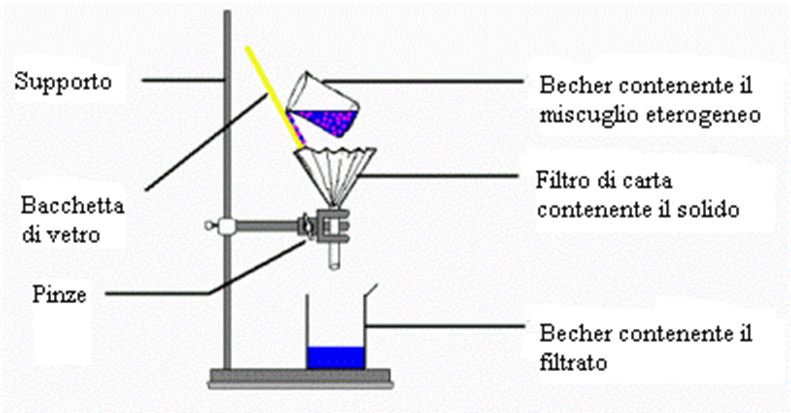 Supporto
Bacchetta
di vetro
Pinze
Becher contenente il
miscuglio eterogeneo
Filtro di carta
contenente il solido
Becher contenente il
filtrato